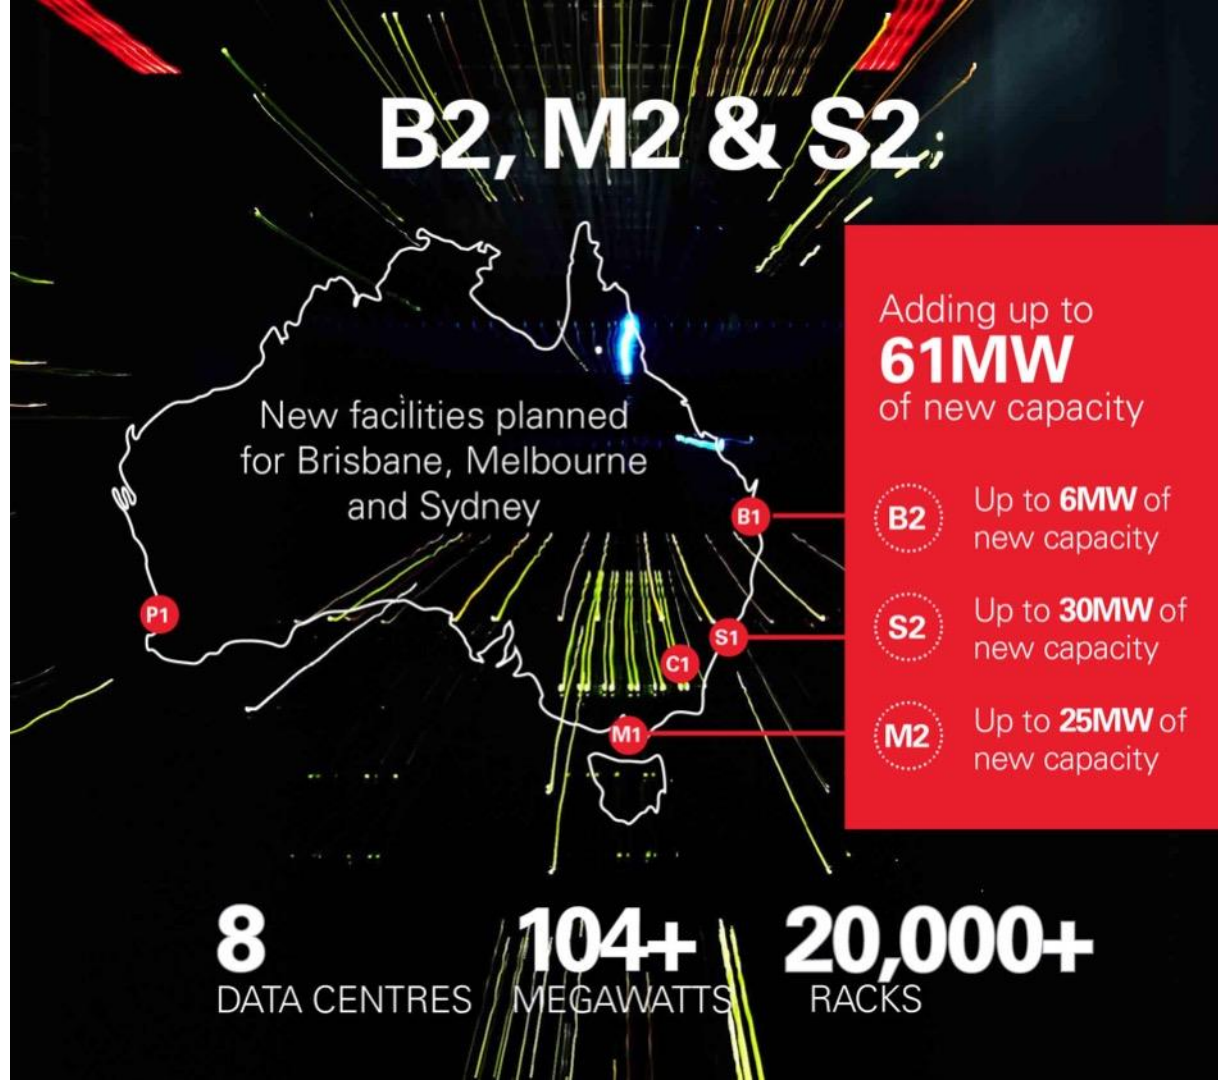 B2, M2 & S2
New facilities planned
for Brisbane, Melbourne
and Sydney
P1
B1
S1
C1
M1
Adding up to
61MW
of new capacity
B2
Up to 6MW of
new capacity
S2
Up to 30MW of
new capacity
M2
Up to 25MW of
new capacity
8
DATA CENTRES
104+
MEGAWATTS
20,000+
RACKS